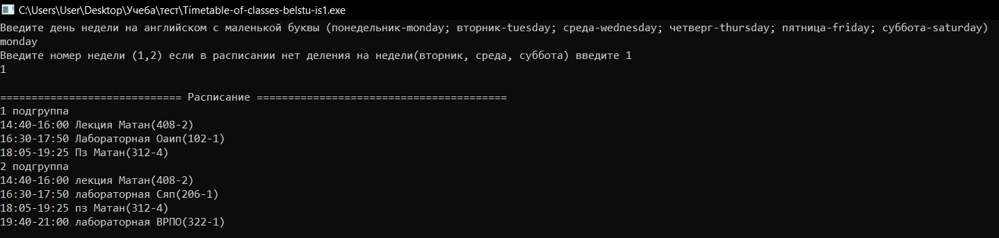 C:\Users\User\Desktop\Учеба\тест\Timetable-of-classes-belstu-is1.exe
Введите день недели на английском с маленькой буквы (понедельник-monday; вторник-tuesday; среда-wednesday; четверг-thursday; пятница-friday; суббота-saturday)
monday
Введите номер недели (1,2) если в расписании нет деления на недели(вторник, среда, суббота) введите 1
1
============================= Расписание ========================================
1 подгруппа
14:40-16:00 Лекция Матан(408-2)
16:30-17:50 Лабораторная Оаип(102-1)
18:05-19:25 Пз Матан(312-4)
2 подгруппа
14:40-16:00 лекция Матан(408-2)
16:30-17:50 лабораторная Сяп(206-1)
18:05-19:25 пз Матан(312-4)
19:40-21:00 лабораторная ВРПО(322-1)